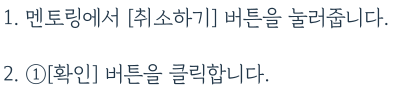 1. 멘토링에서 [취소하기] 버튼을 눌러줍니다.
2. ①[확인] 버튼을 클릭합니다.